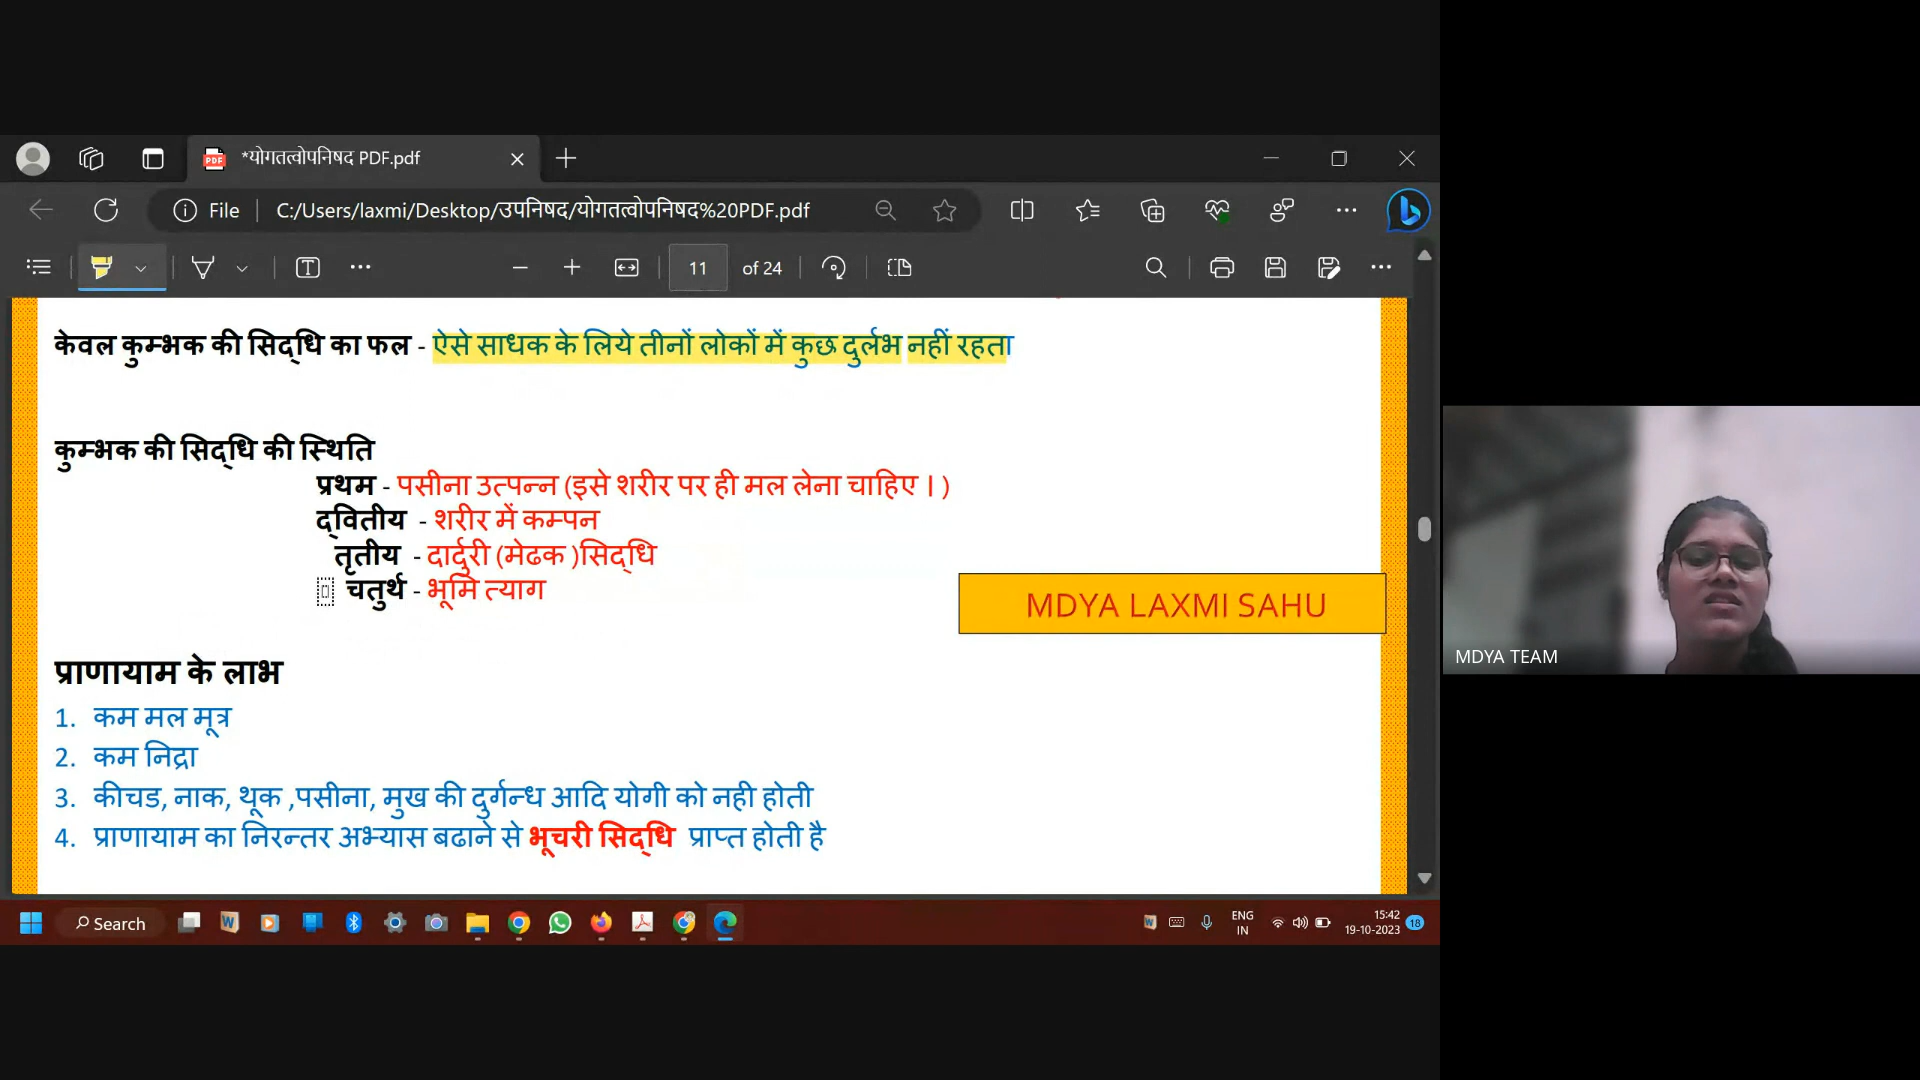 *योगतत्वोपनिषद PDF.pdf
File
C:/Users/laxmi/Desktop/उपनिषद/योगतत्वोपनिषद%20PDF.pdf
11 of 24
केवल कुम्भक की सिद्धि का फल - ऐसे साधक के लिये तीनों लोकों में कुछ दुर्लभ नहीं रहता
कुम्भक की सिद्धि की स्थिति
प्रथम - पसीना उत्पन्न (इसे शरीर पर ही मल लेना चाहिए । )
द्वितीय - शरीर में कम्पन
तृतीय - दार्दुरी (मेढक )सिद्धि
चतुर्थ - भूमि त्याग
MDYA LAXMI SAHU
MDYA TEAM
प्राणायाम के लाभ
1. कम मल मूत्र
2. कम निद्रा
3. कीचड, नाक, थूक ,पसीना, मुख की दुर्गन्ध आदि योगी को नही होती
4. प्राणायाम का निरन्तर अभ्यास बढाने से भूचरी सिद्धि प्राप्त होती है
Search
ENG
IN
15:42
19-10-2023
18